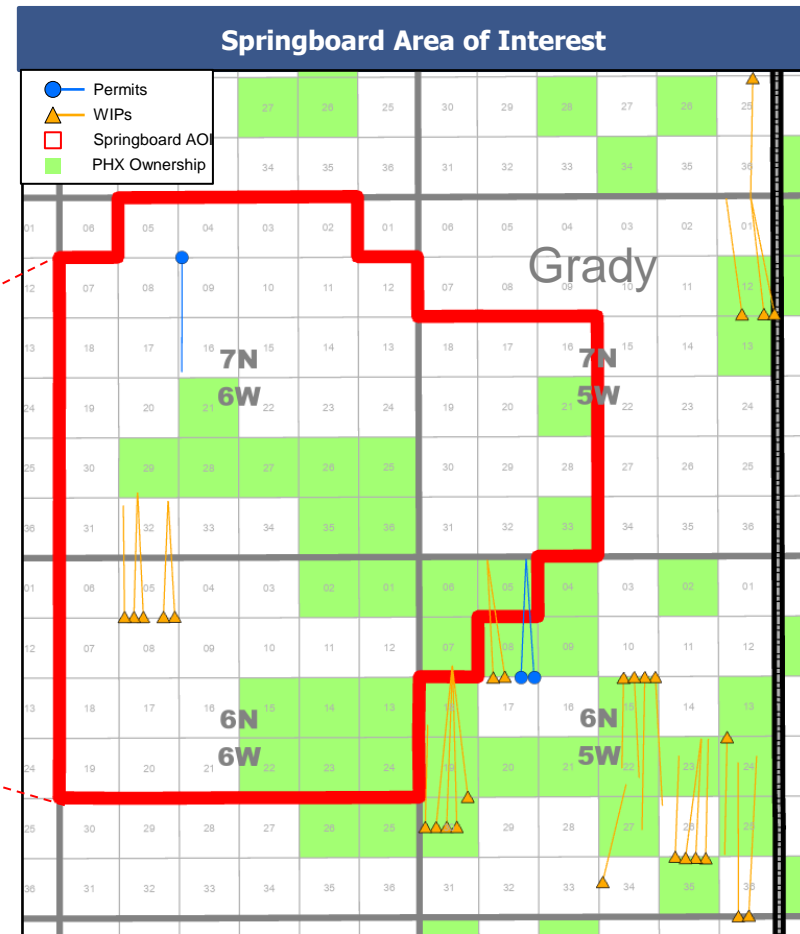 Springboard Area of Interest
Permits
WIPs
Springboard AOI
PHX Ownership
27 26 25 30 29 28 27 26 25
34 35 36 31 32 33 34 35 36
01 06 05 04 03 02 01 06 05 04 03 02 01
Grady
12 07 08 09 10 11 12 07 08 09 10 11 12
13 18 17 16 15 14 13 18 17 16 15 14 13
7N 7N
6W 5W
24 19 20 21 22 23 24 19 20 21 22 23 24
25 30 29 28 27 26 25 30 29 28 27 26 25
36 31 32 33 34 35 36 31 32 33 34 35 36
01 06 05 04 03 02 01 06 05 04 03 02 01
12 07 08 09 10 11 12 07 08 09 10 11 12
13 18 17 16 15 14 13 18 17 16 15 14 13
6N 6N
6W 5W
24 19 20 21 22 23 24 20 21 22 23 24
25 30 29 28 27 26 25 29 28 27 26 25
36 31 32 33 34 35 36 31 32 33 34 35 36